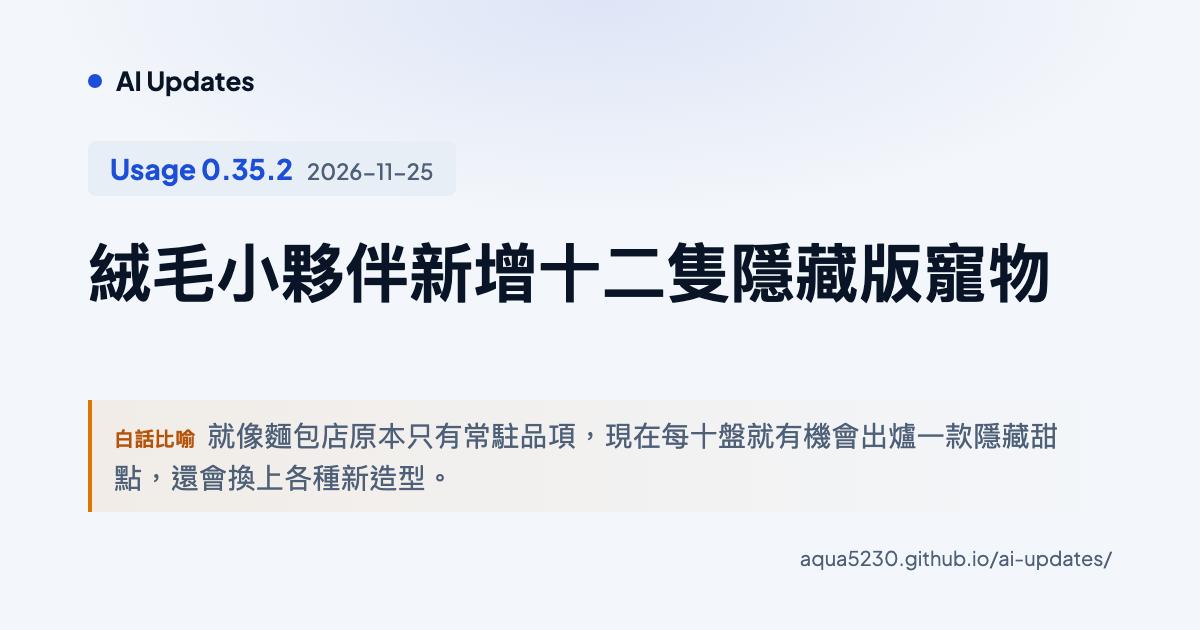 AI Updates
Usage 0.35.2 2026-11-25
絨毛小夥伴新增十二隻隱藏版寵物
白話比喻 就像麵包店原本只有常駐品項，現在每十盤就有機會出爐一款隱藏甜
點，還會換上各種新造型。
aqua5230.github.io/ai-updates/